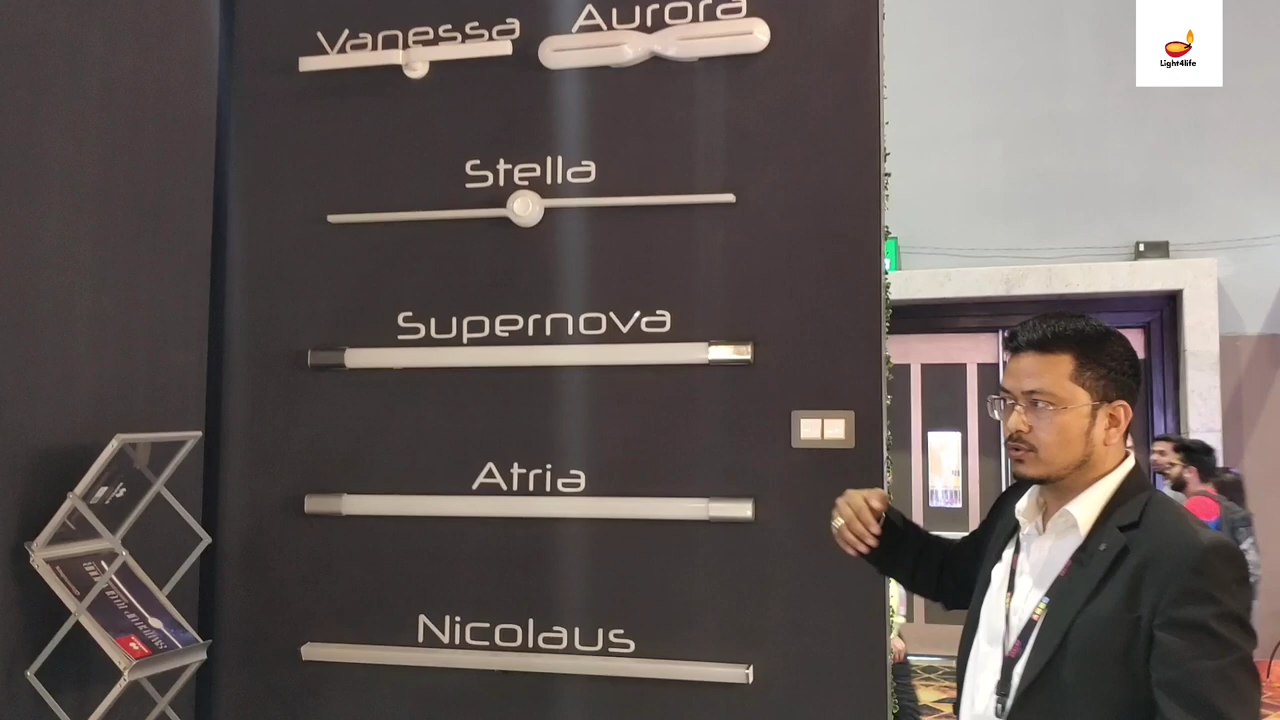 Vanessa
Aurora
Light4life
Stella
Supernova
Atria
Nicolaus